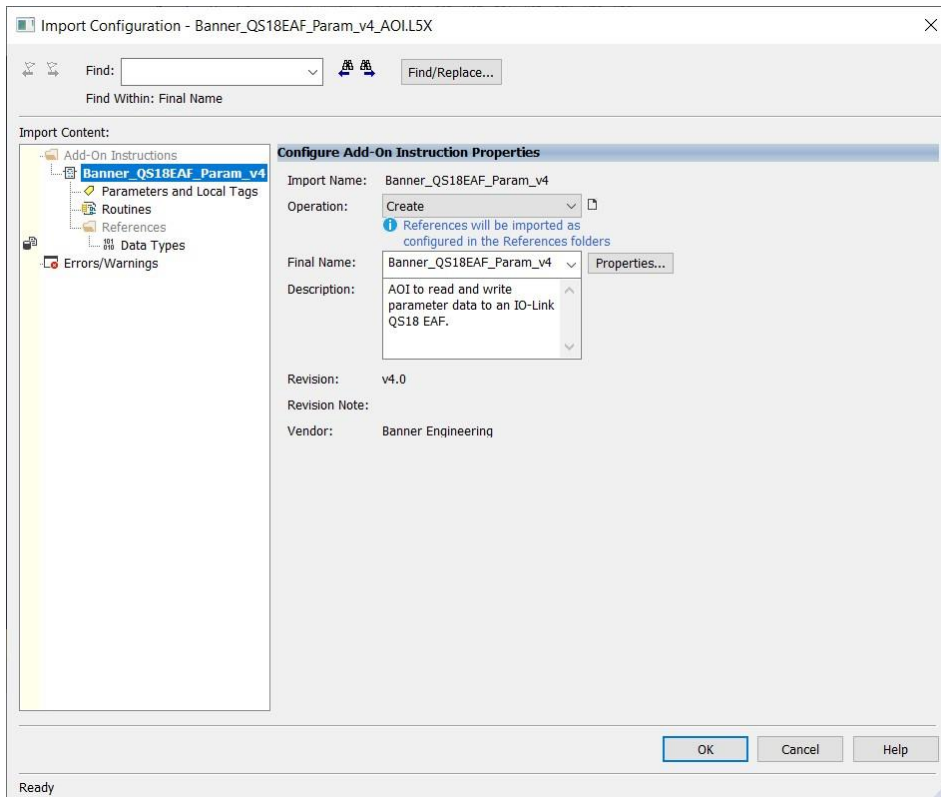 Import Configuration - Banner_QS18EAF_Param_v4_AOI.L5X
Find:
Find/Replace...
Find Within: Final Name
Import Content:
Add-On Instructions
Banner_QS18EAF_Param_v4
Parameters and Local Tags
Routines
References
Data Types
Errors/Warnings
Configure Add-On Instruction Properties
Import Name: Banner_QS18EAF_Param_v4
Operation: Create
References will be imported as
configured in the References folders
Final Name: Banner_QS18EAF_Param_v4 Properties...
Description: AOI to read and write
parameter data to an IO-Link
QS18 EAF.
Revision: v4.0
Revision Note:
Vendor: Banner Engineering
OK Cancel Help
Ready